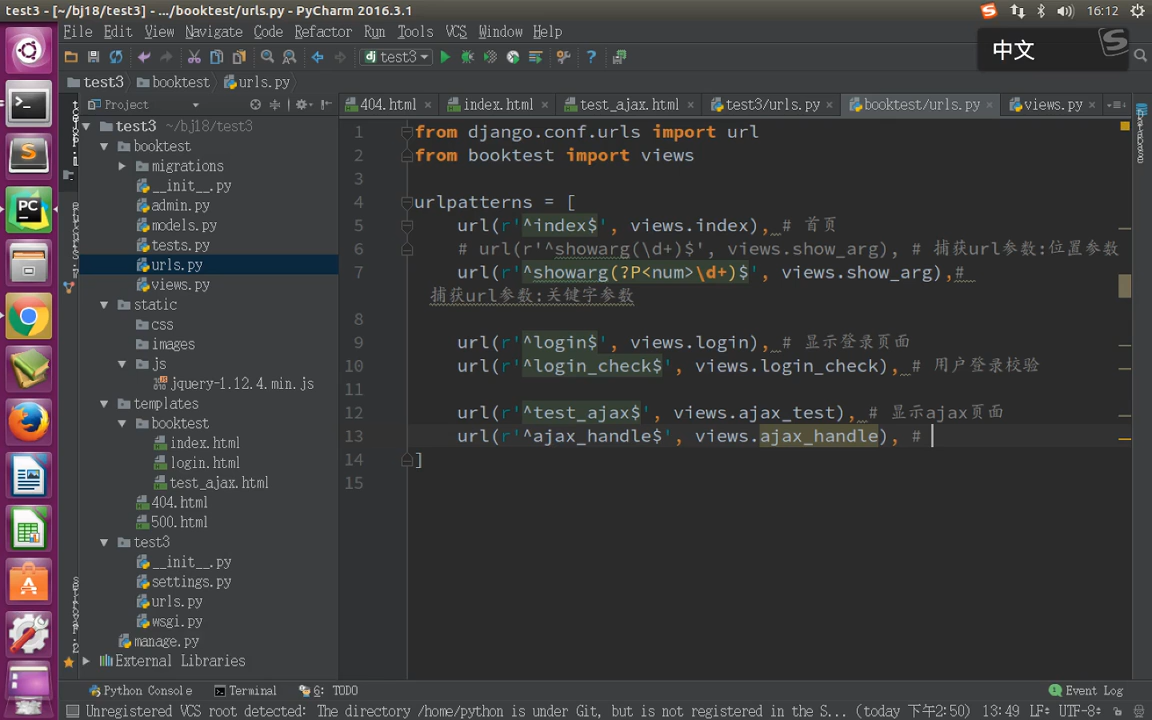 test3 - [~/bj18/test3] - .../booktest/urls.py - PyCharm 2016.3.1
16:12
File Edit View Navigate Code Refactor Run Tools VCS Window Help
中文
test3
test3 booktest urls.py
Project
404.html index.html test_ajax.html test3/urls.py booktest/urls.py views.py
test3 ~/bj18/test3
booktest
migrations
__init__.py
admin.py
models.py
tests.py
urls.py
views.py
static
css
images
js
jquery-1.12.4.min.js
templates
booktest
index.html
login.html
test_ajax.html
404.html
500.html
test3
__init__.py
settings.py
urls.py
wsgi.py
manage.py
External Libraries
1 from django.conf.urls import url
2 from booktest import views
3
4 urlpatterns = [
5 url(r'^index$', views.index), # 首页
6 # url(r'^showarg(\d+)$', views.show_arg), # 捕获url参数:位置参数
7 url(r'^showarg(?P<num>\d+)$', views.show_arg),#
捕获url参数:关键字参数
8
9 url(r'^login$', views.login), # 显示登录页面
10 url(r'^login_check$', views.login_check), # 用户登录校验
11
12 url(r'^test_ajax$', views.ajax_test), # 显示ajax页面
13 url(r'^ajax_handle$', views.ajax_handle), #
14 ]
15
Python Console Terminal 6: TODO Event Log
Unregistered VCS root detected: The directory /home/python is under Git, but is not registered in the S... (today 下午2:50) 13:49 LF÷ UTF-8÷